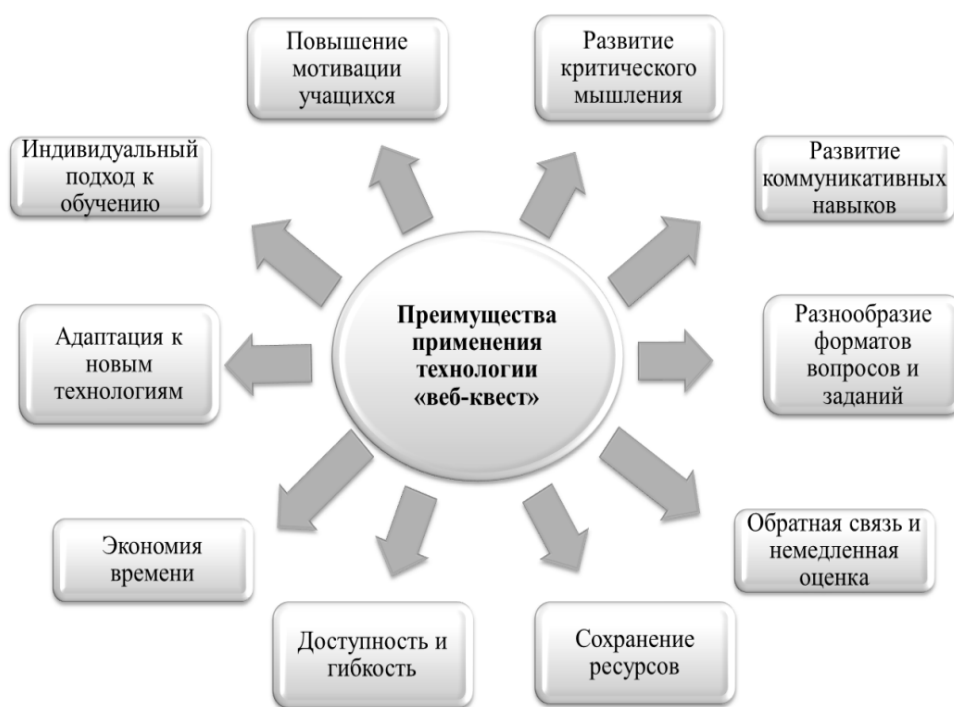 Повышение
мотивации
учащихся
Развитие
критического
мышления
Индивидуальный
подход к
обучению
Развитие
коммуникативных
навыков
Преимущества
применения
технологии
«веб-квест»
Адаптация к
новым
технологиям
Разнообразие
форматов
вопросов и
заданий
Экономия
времени
Обратная связь и
немедленная
оценка
Доступность и
гибкость
Сохранение
ресурсов